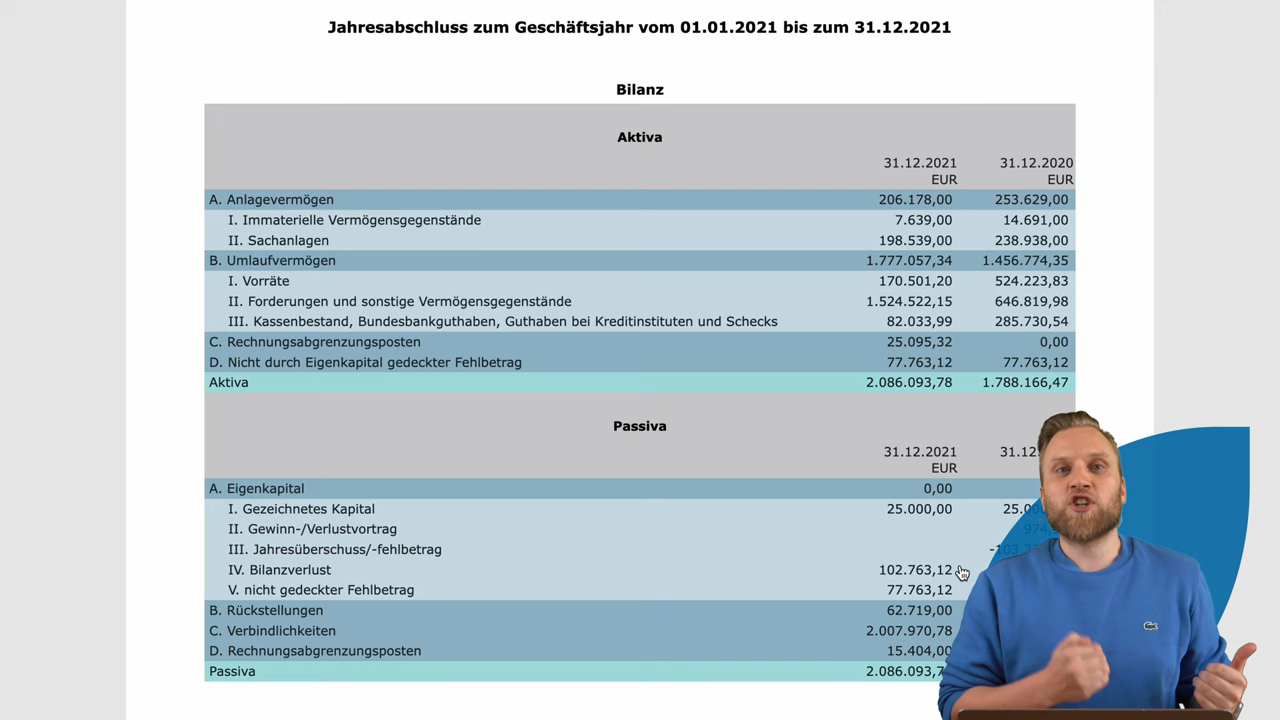 Jahresabschluss zum Geschäftsjahr vom 01.01.2021 bis zum 31.12.2021
Bilanz
Aktiva
31.12.2021 31.12.2020
EUR EUR
A. Anlagevermögen 206.178,00 253.629,00
I. Immaterielle Vermögensgegenstände 7.639,00 14.691,00
II. Sachanlagen 198.539,00 238.938,00
B. Umlaufvermögen 1.777.057,34 1.456.774,35
I. Vorräte 170.501,20 524.223,83
II. Forderungen und sonstige Vermögensgegenstände 1.524.522,15 646.819,98
III. Kassenbestand, Bundesbankguthaben, Guthaben bei Kreditinstituten und Schecks 82.033,99 285.730,54
C. Rechnungsabgrenzungsposten 25.095,32 0,00
D. Nicht durch Eigenkapital gedeckter Fehlbetrag 77.763,12 77.763,12
Aktiva 2.086.093,78 1.788.166,47
Passiva
31.12.2021
EUR
A. Eigenkapital 0,00
I. Gezeichnetes Kapital 25.000,00
II. Gewinn-/Verlustvortrag
III. Jahresüberschuss/-fehlbetrag
IV. Bilanzverlust 102.763,12
V. nicht gedeckter Fehlbetrag 77.763,12
B. Rückstellungen 62.719,00
C. Verbindlichkeiten 2.007.970,78
D. Rechnungsabgrenzungsposten 15.404,00
Passiva